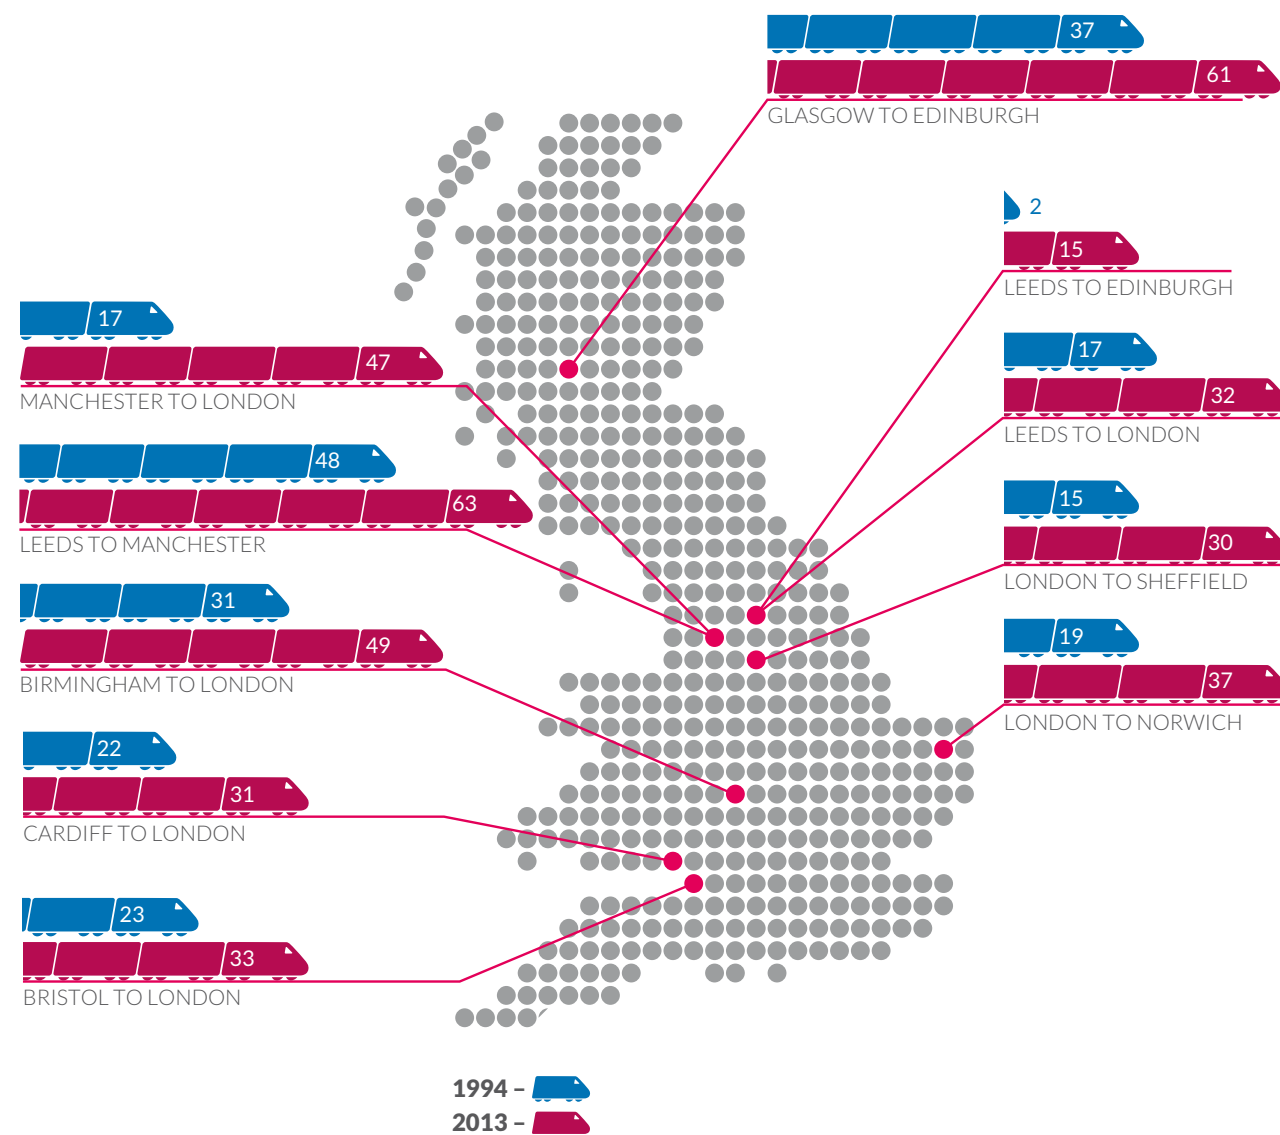 37
61
GLASGOW TO EDINBURGH
2
15
LEEDS TO EDINBURGH
17
47
MANCHESTER TO LONDON
17
32
LEEDS TO LONDON
48
63
LEEDS TO MANCHESTER
15
30
LONDON TO SHEFFIELD
31
49
BIRMINGHAM TO LONDON
19
37
LONDON TO NORWICH
22
31
CARDIFF TO LONDON
23
33
BRISTOL TO LONDON
1994 –
2013 –